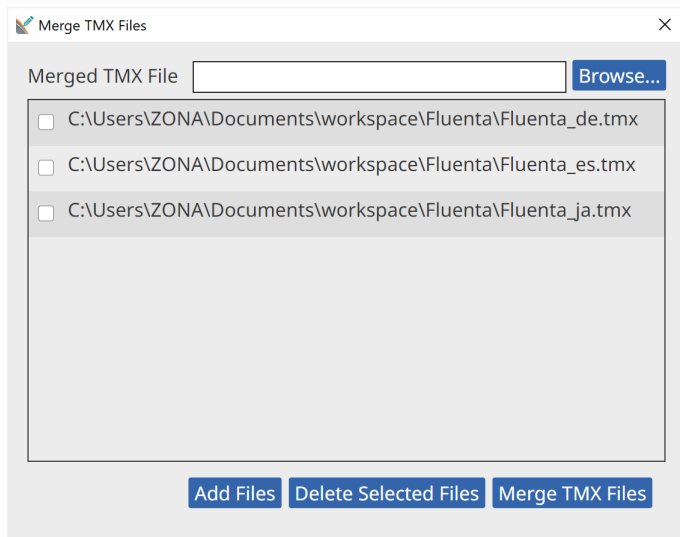 Merge TMX Files
Merged TMX File Browse...
C:\Users\ZONA\Documents\workspace\Fluenta\Fluenta_de.tmx
C:\Users\ZONA\Documents\workspace\Fluenta\Fluenta_es.tmx
C:\Users\ZONA\Documents\workspace\Fluenta\Fluenta_ja.tmx
Add Files Delete Selected Files Merge TMX Files